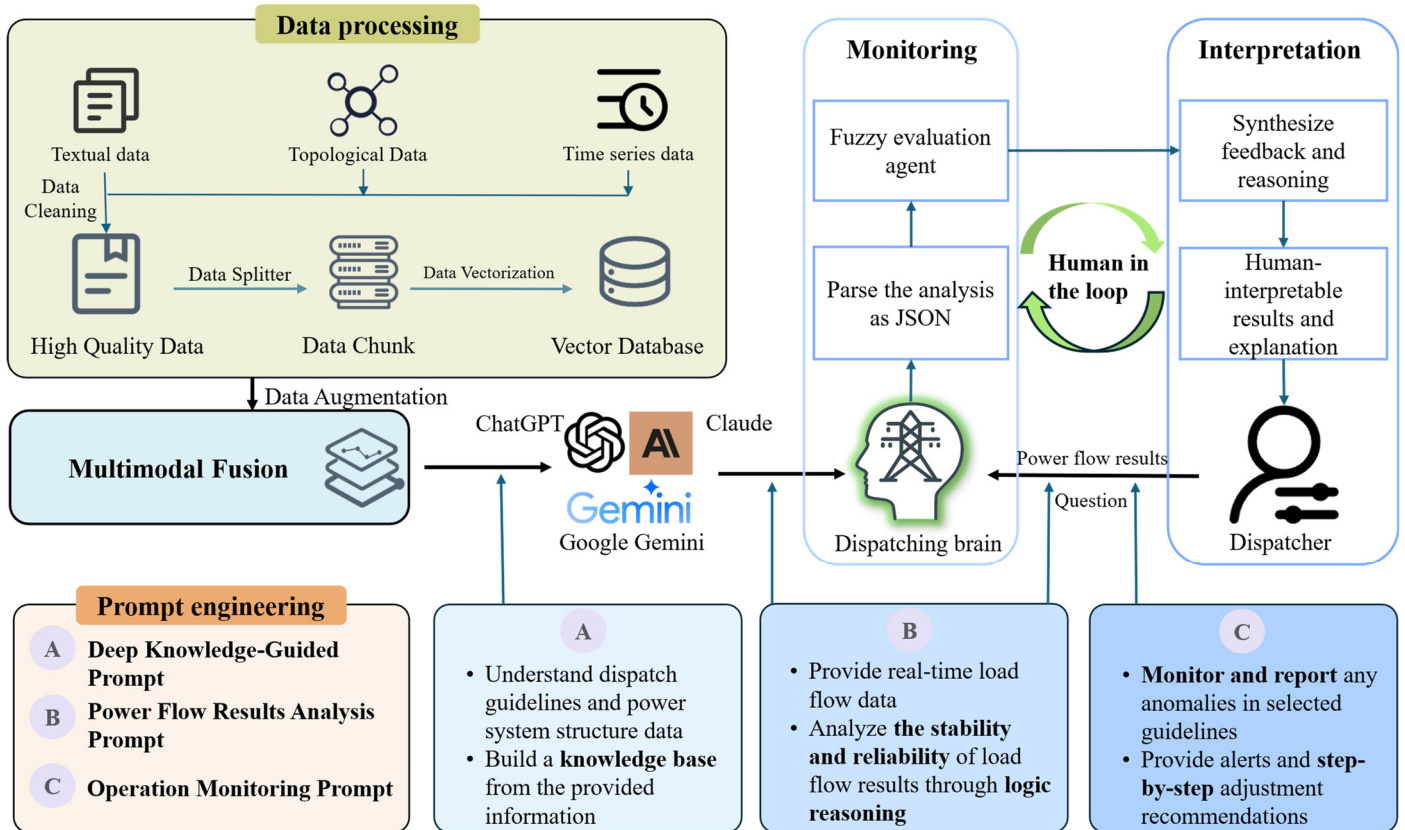 Data processing
Textual data
Topological Data
Time series data
Data
Cleaning
Data Splitter
Data Vectorization
High Quality Data
Data Chunk
Vector Database
Data Augmentation
Multimodal Fusion
ChatGPT
Claude
Gemini
Google Gemini
Monitoring
Fuzzy evaluation
agent
Parse the analysis
as JSON
Dispatching brain
Human in
the loop
Interpretation
Synthesize
feedback and
reasoning
Human-
interpretable
results and
explanation
Power flow results
Question
Dispatcher
Prompt engineering
A
Deep Knowledge-Guided
Prompt
B
Power Flow Results Analysis
Prompt
C
Operation Monitoring Prompt
A
• Understand dispatch
guidelines and power
system structure data
• Build a knowledge base
from the provided
information
B
• Provide real-time load
flow data
• Analyze the stability
and reliability of load
flow results through logic
reasoning
C
• Monitor and report any
anomalies in selected
guidelines
• Provide alerts and step-
by-step adjustment
recommendations